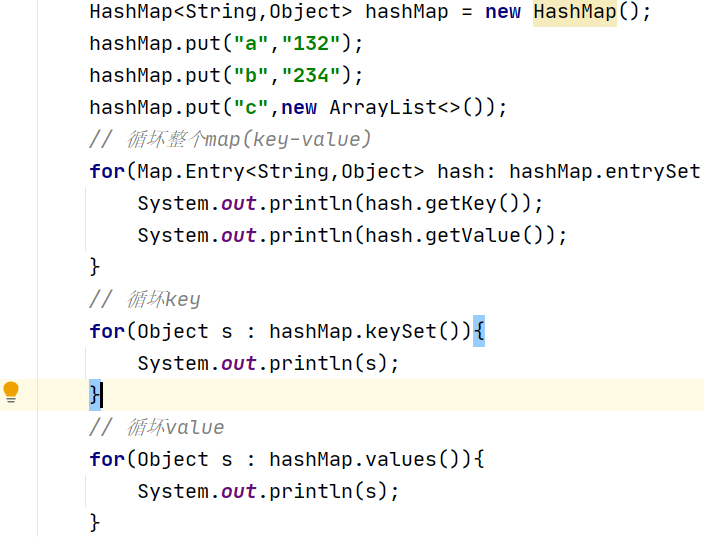 HashMap<String,Object> hashMap = new HashMap();
hashMap.put("a","132");
hashMap.put("b","234");
hashMap.put("c",new ArrayList<>());
// 循坏整个map(key-value)
for(Map.Entry<String,Object> hash: hashMap.entrySet
System.out.println(hash.getKey());
System.out.println(hash.getValue());
}
// 循坏key
for(Object s : hashMap.keySet()){
System.out.println(s);
}
// 循坏value
for(Object s : hashMap.values()){
System.out.println(s);
}